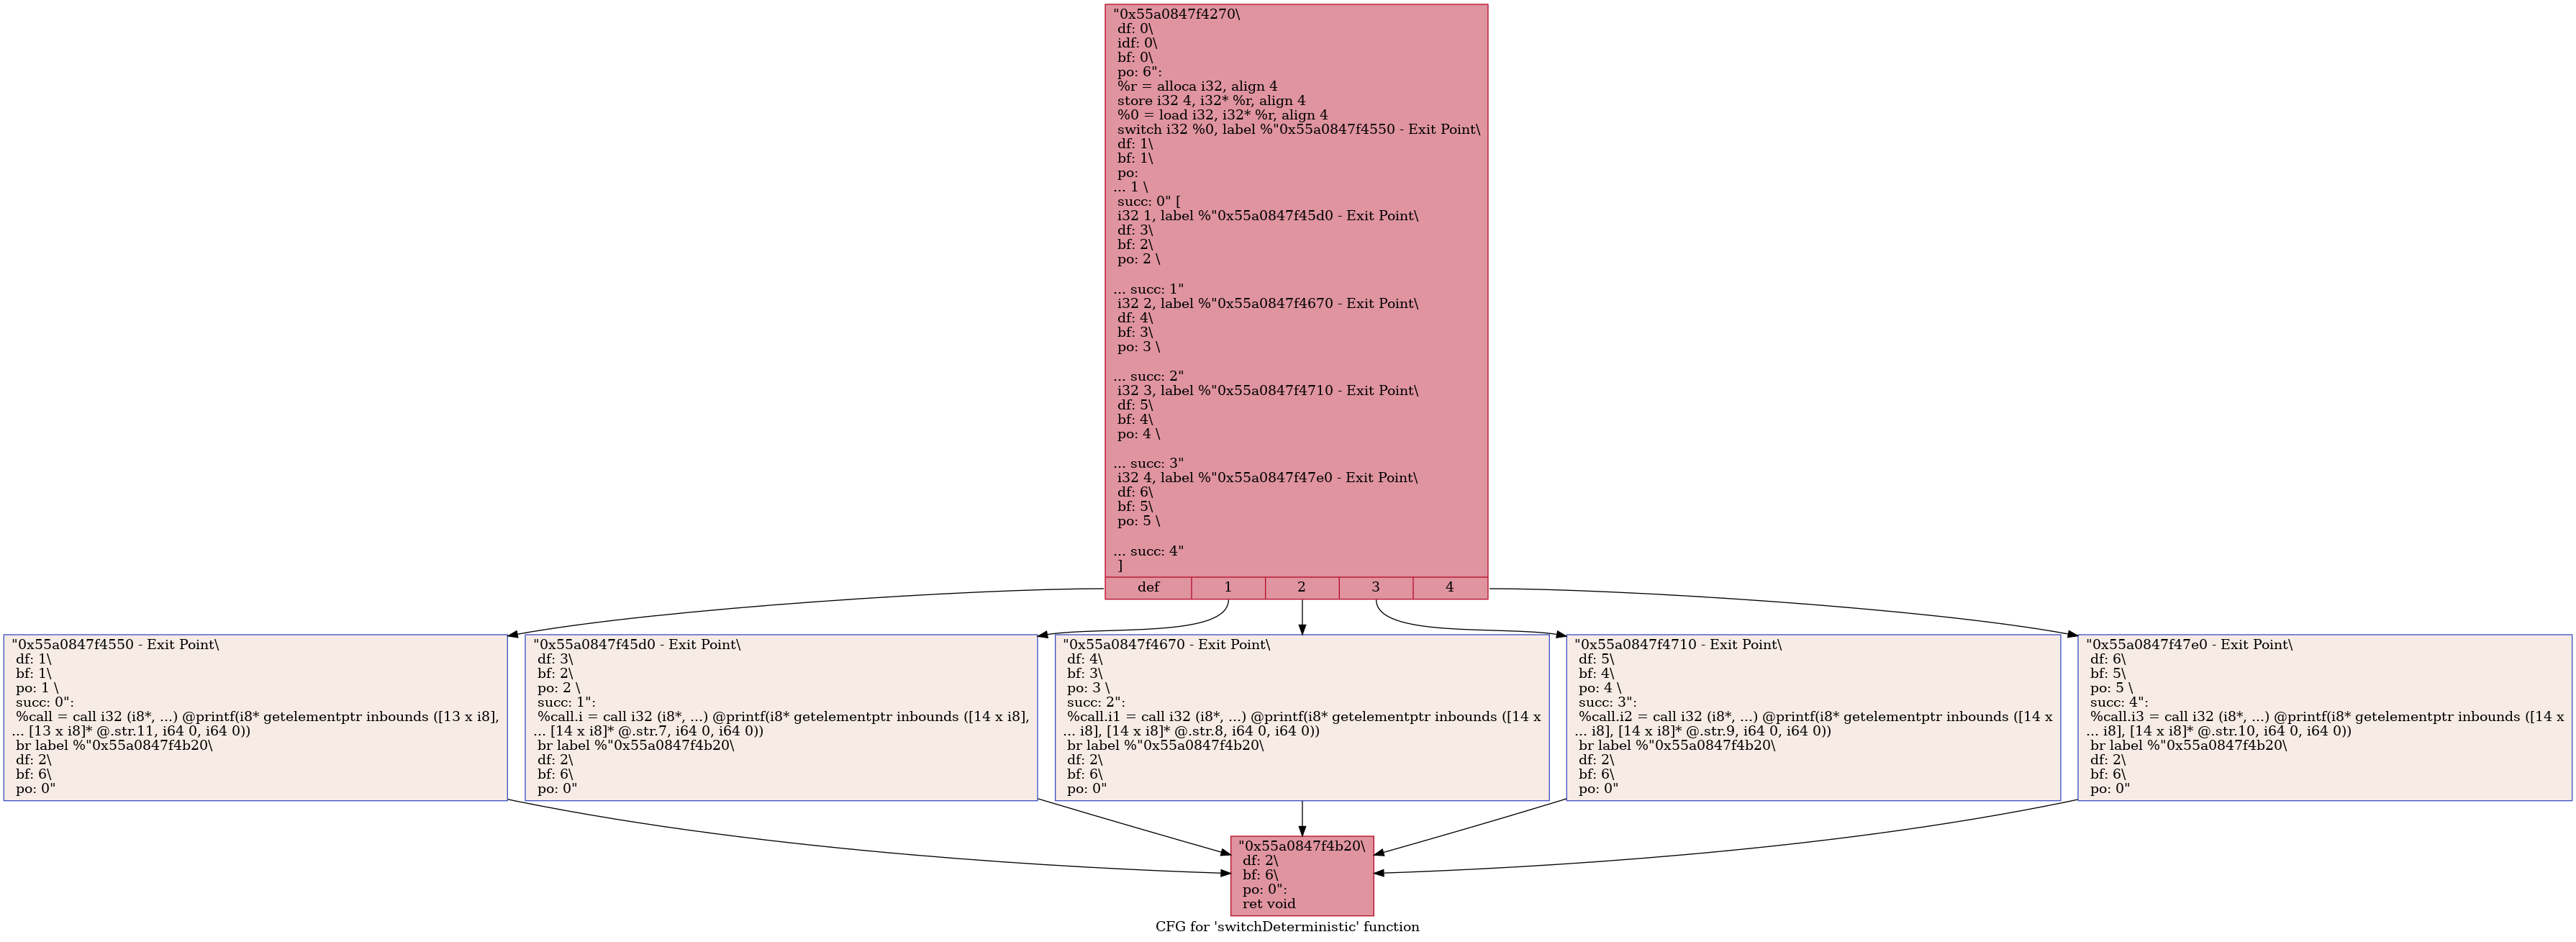 "0x55a0847f4270\
df: 0\
idf: 0\
bf: 0\
po: 6":
%r = alloca i32, align 4
store i32 4, i32* %r, align 4
%0 = load i32, i32* %r, align 4
switch i32 %0, label %"0x55a0847f4550 - Exit Point\
df: 1\
bf: 1\
po:
... 1 \
succ: 0" [
i32 1, label %"0x55a0847f45d0 - Exit Point\
df: 3\
bf: 2\
po: 2 \
... succ: 1"
i32 2, label %"0x55a0847f4670 - Exit Point\
df: 4\
bf: 3\
po: 3 \
... succ: 2"
i32 3, label %"0x55a0847f4710 - Exit Point\
df: 5\
bf: 4\
po: 4 \
... succ: 3"
i32 4, label %"0x55a0847f47e0 - Exit Point\
df: 6\
bf: 5\
po: 5 \
... succ: 4"
]
def 1 2 3 4
"0x55a0847f4550 - Exit Point\
df: 1\
bf: 1\
po: 1 \
succ: 0":
%call = call i32 (i8*, ...) @printf(i8* getelementptr inbounds ([13 x i8],
... [13 x i8]* @.str.11, i64 0, i64 0))
br label %"0x55a0847f4b20\
df: 2\
bf: 6\
po: 0"
"0x55a0847f45d0 - Exit Point\
df: 3\
bf: 2\
po: 2 \
succ: 1":
%call.i = call i32 (i8*, ...) @printf(i8* getelementptr inbounds ([14 x i8],
... [14 x i8]* @.str.7, i64 0, i64 0))
br label %"0x55a0847f4b20\
df: 2\
bf: 6\
po: 0"
"0x55a0847f4670 - Exit Point\
df: 4\
bf: 3\
po: 3 \
succ: 2":
%call.i1 = call i32 (i8*, ...) @printf(i8* getelementptr inbounds ([14 x
... i8], [14 x i8]* @.str.8, i64 0, i64 0))
br label %"0x55a0847f4b20\
df: 2\
bf: 6\
po: 0"
"0x55a0847f4710 - Exit Point\
df: 5\
bf: 4\
po: 4 \
succ: 3":
%call.i2 = call i32 (i8*, ...) @printf(i8* getelementptr inbounds ([14 x
... i8], [14 x i8]* @.str.9, i64 0, i64 0))
br label %"0x55a0847f4b20\
df: 2\
bf: 6\
po: 0"
"0x55a0847f47e0 - Exit Point\
df: 6\
bf: 5\
po: 5 \
succ: 4":
%call.i3 = call i32 (i8*, ...) @printf(i8* getelementptr inbounds ([14 x
... i8], [14 x i8]* @.str.10, i64 0, i64 0))
br label %"0x55a0847f4b20\
df: 2\
bf: 6\
po: 0"
"0x55a0847f4b20\
df: 2\
bf: 6\
po: 0":
ret void
CFG for 'switchDeterministic' function